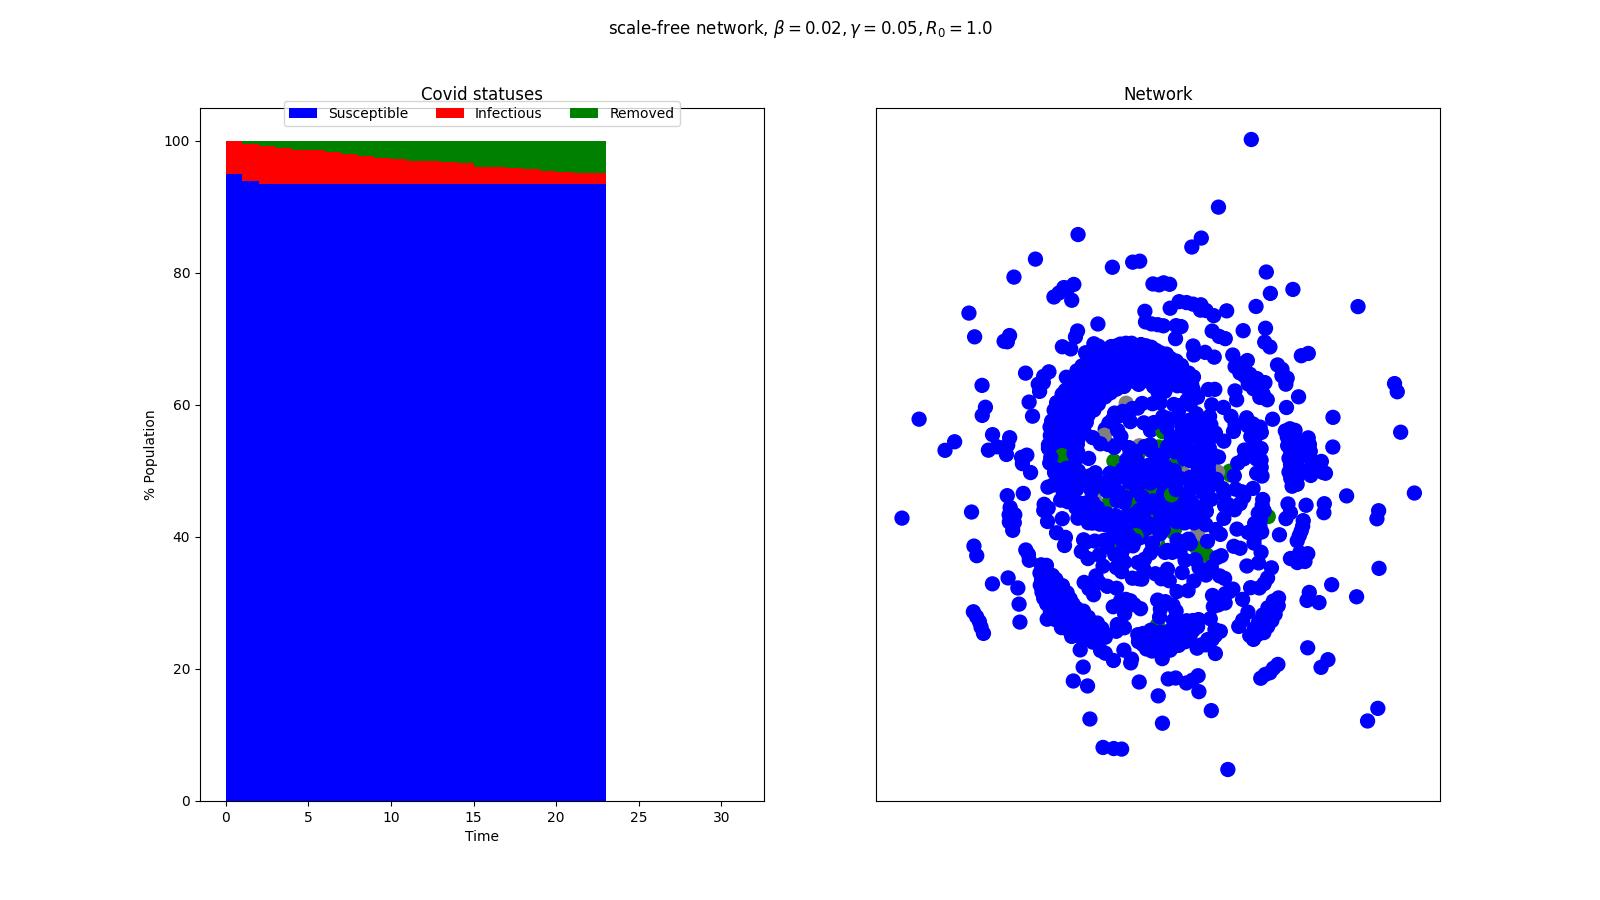 scale-free network, β = 0.02, γ = 0.05, R₀ = 1.0
Covid statuses
Susceptible Infectious Removed
100
80
60
40
20
0
% Population
0 5 10 15 20 25 30
Time
Network